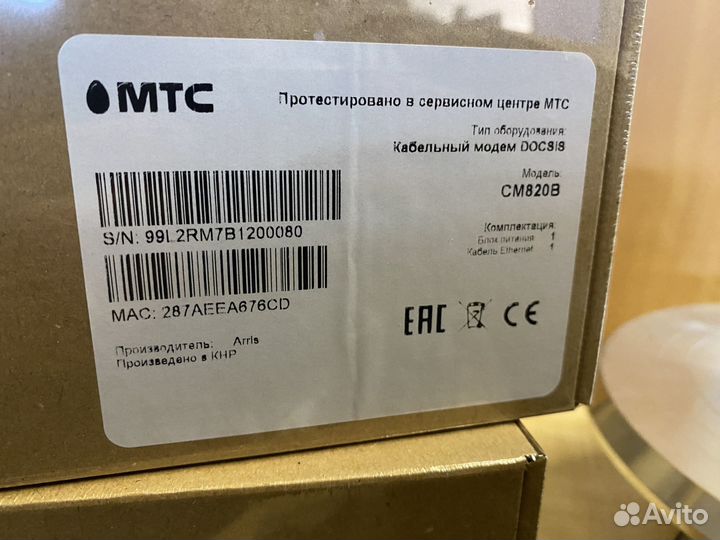 МТС
Протестировано в сервисном центре МТС
Тип оборудования:
Кабельный модем DOCSIS
Модель:
CM820B
Комплектация:
Блок питания 1
Кабель Ethernet 1
S/N: 99L2RM7B1200080
MAC: 287AEEA676CD
Производитель: Arris
Произведено в КНР
EAC CE
Avito